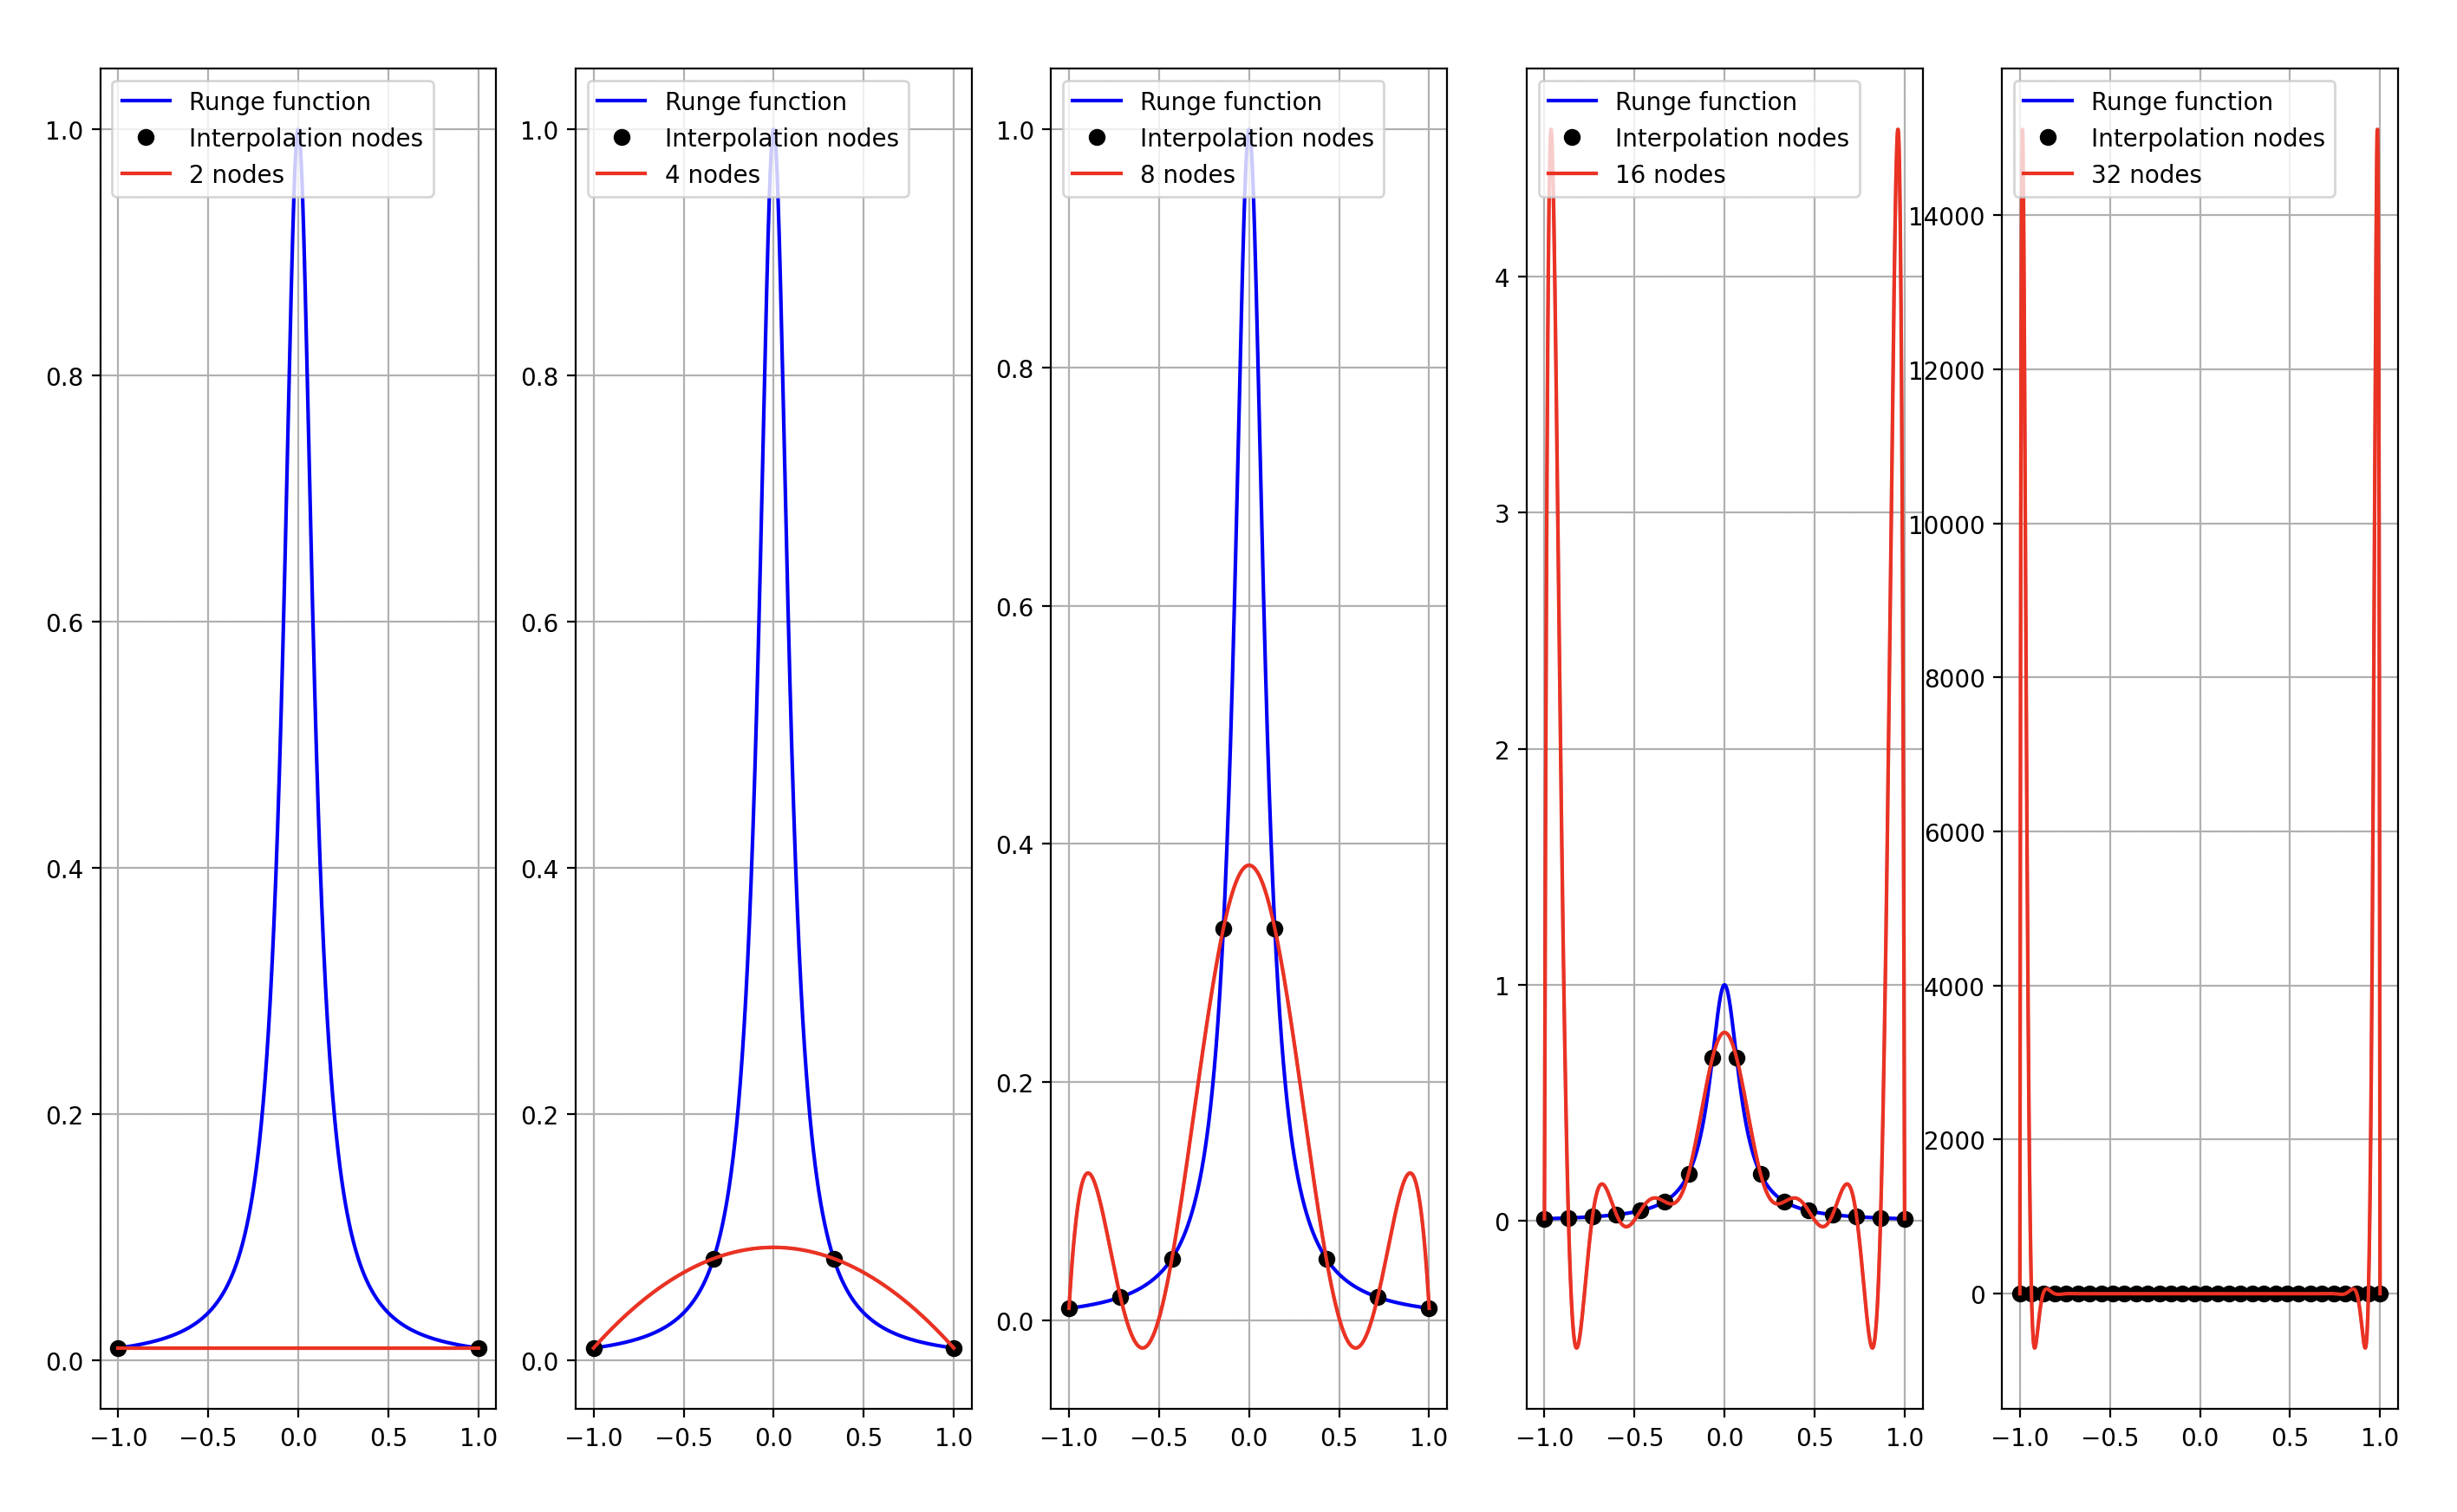 Runge function
Interpolation nodes
2 nodes
1.0
0.8
0.6
0.4
0.2
0.0
−1.0 −0.5 0.0 0.5 1.0
Runge function
Interpolation nodes
4 nodes
1.0
0.8
0.6
0.4
0.2
0.0
−1.0 −0.5 0.0 0.5 1.0
Runge function
Interpolation nodes
8 nodes
1.0
0.8
0.6
0.4
0.2
0.0
−1.0 −0.5 0.0 0.5 1.0
Runge function
Interpolation nodes
16 nodes
4
3
2
1
0
−1.0 −0.5 0.0 0.5 1.0
Runge function
Interpolation nodes
32 nodes
14000
12000
10000
8000
6000
4000
2000
0
−1.0 −0.5 0.0 0.5 1.0